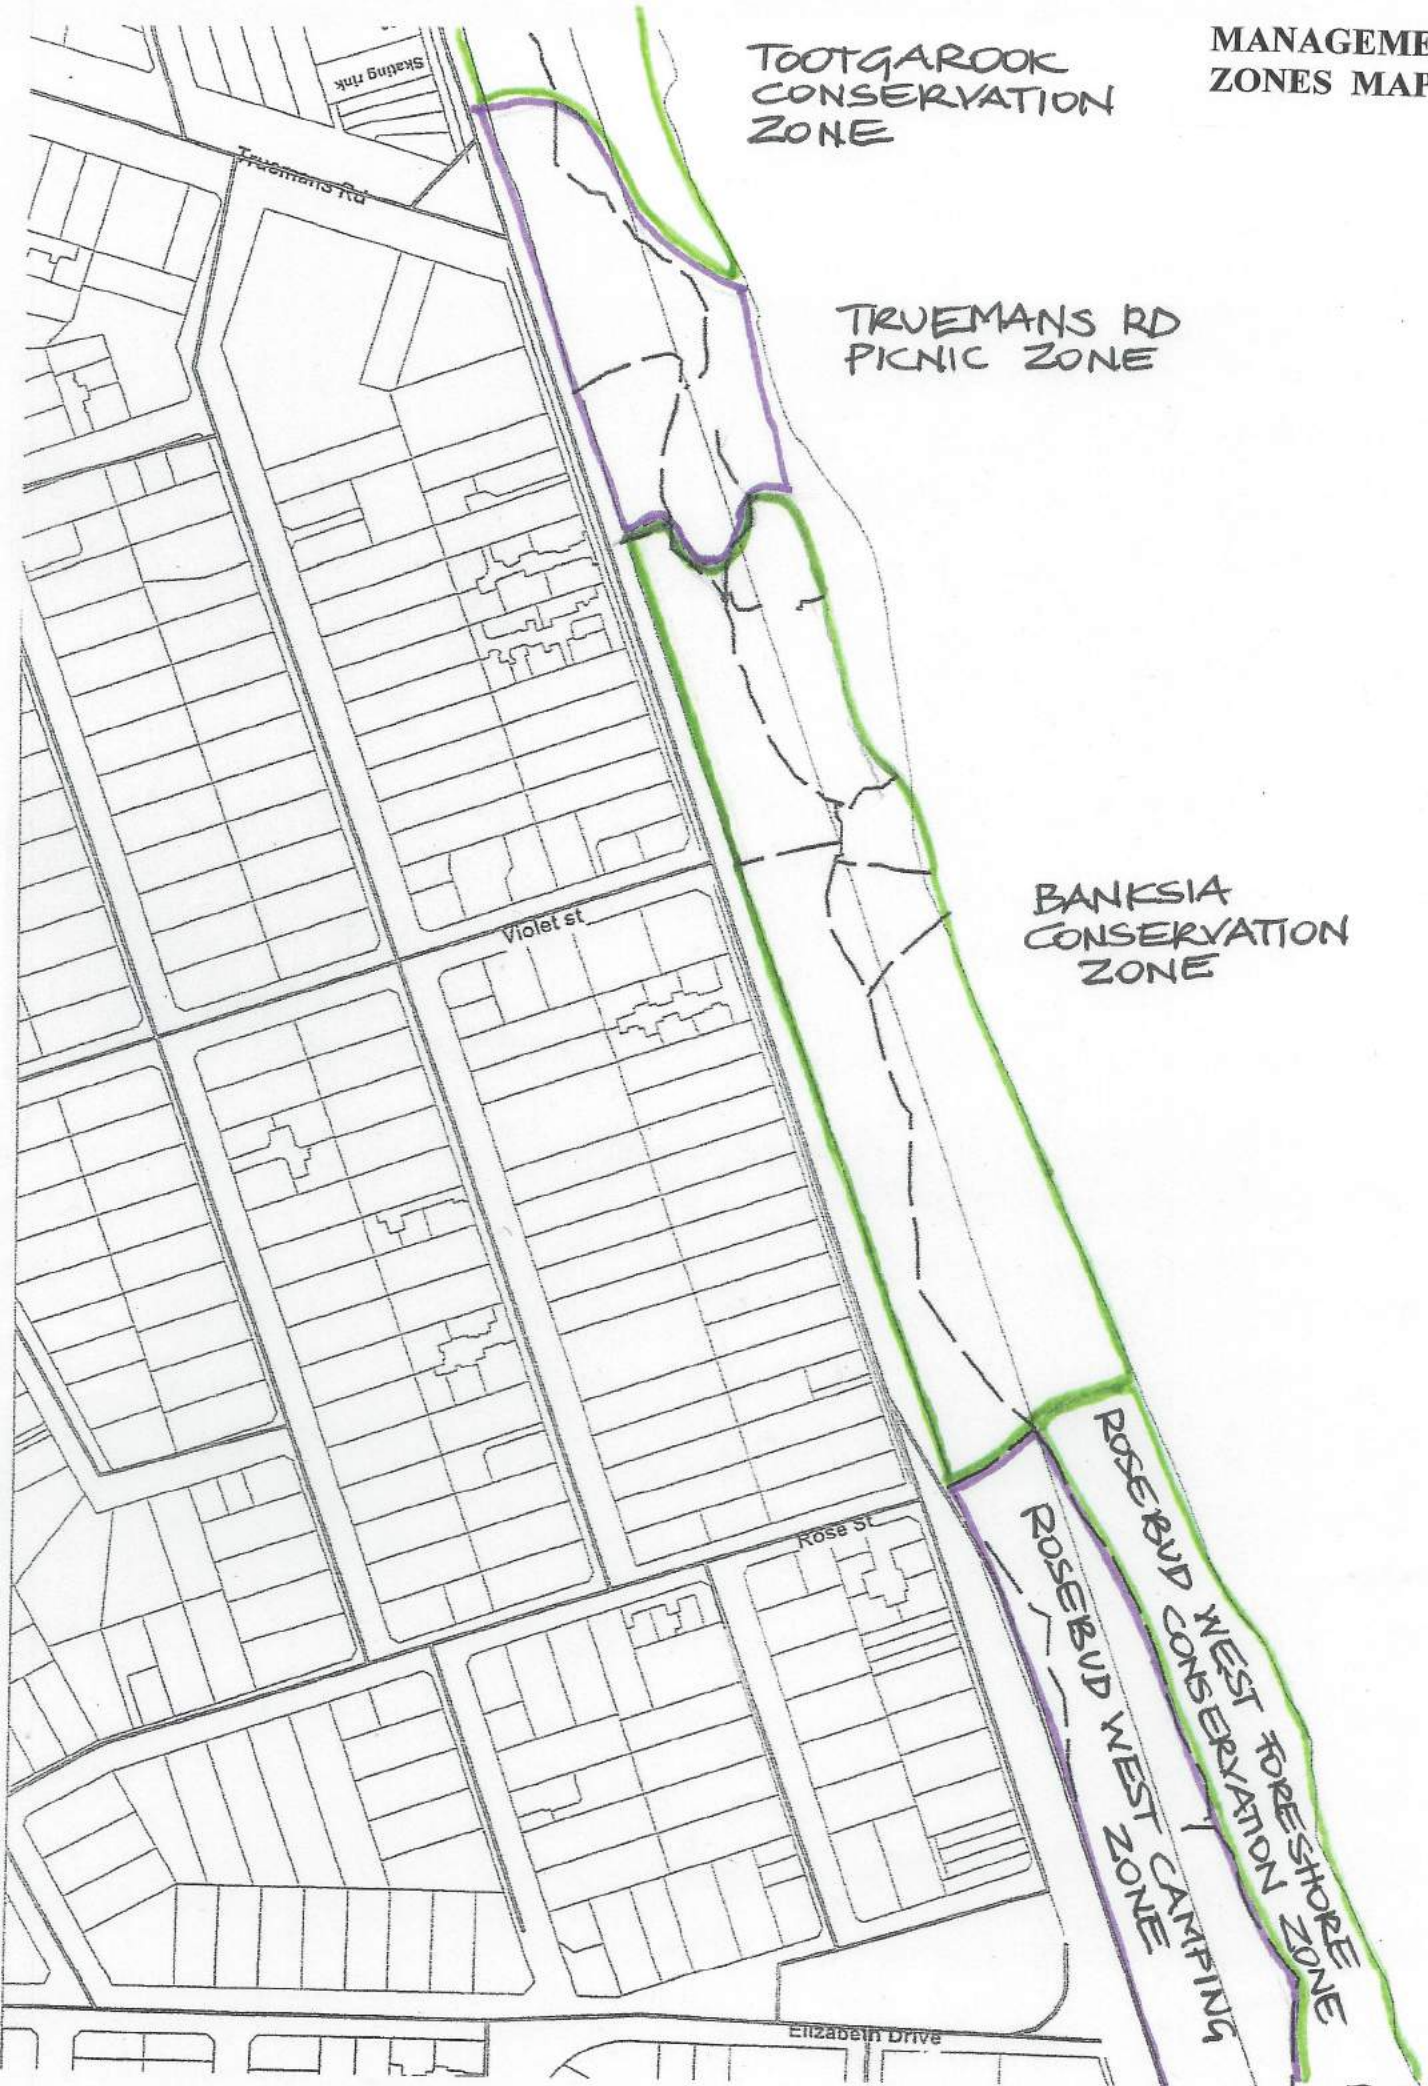 MANAGEME
ZONES MAP
TOOTGAROOK
CONSERVATION
ZONE
Skating rink
Truemans Rd
TRUEMANS RD
PICNIC ZONE
BANKSIA
CONSERVATION
ZONE
Violet st
Rose St
ROSEBUD WEST FORESHORE
CONSERVATION ZONE
ROSEBUD WEST CAMPING
ZONE
Elizabeth Drive